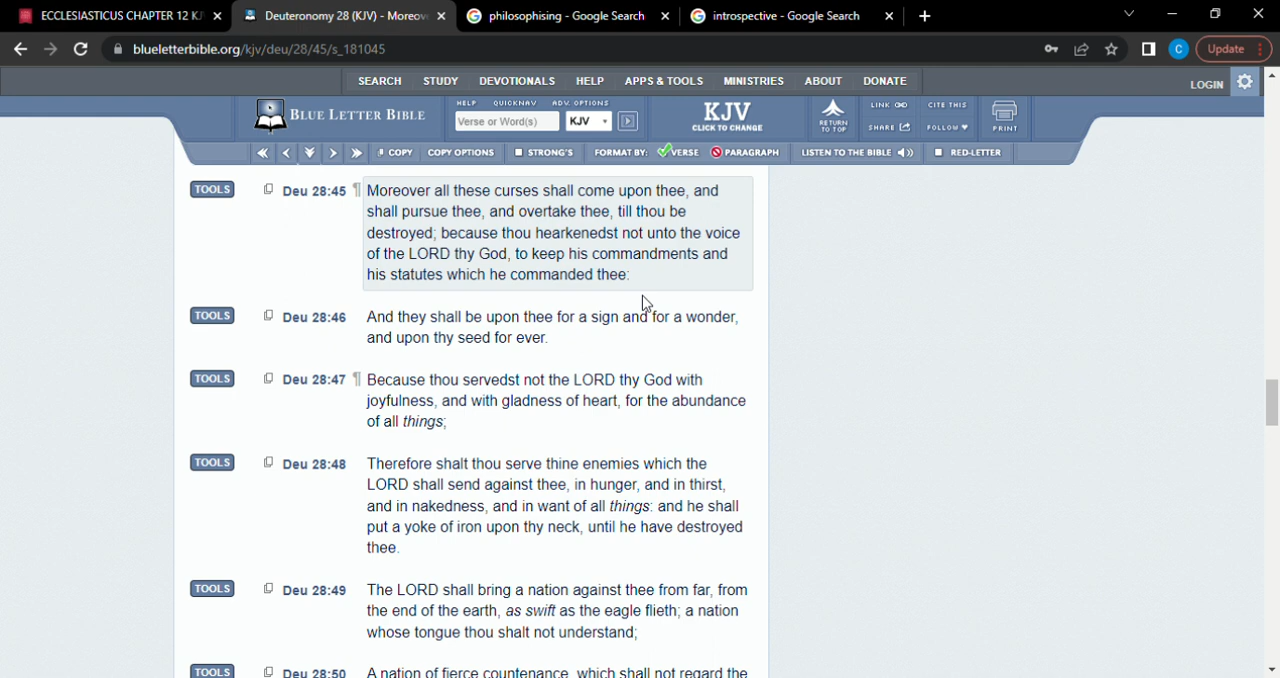 ECCLESIASTICUS CHAPTER 12 KJ
Deuteronomy 28 (KJV) - Moreov
philosophising - Google Search
introspective - Google Search
blueletterbible.org/kjv/deu/28/45/s_181045
C
Update
SEARCH STUDY DEVOTIONALS HELP APPS & TOOLS MINISTRIES ABOUT DONATE
LOGIN
BLUE LETTER BIBLE
HELP QUICKNAV ADV. OPTIONS
Verse or Word(s) KJV
KJV
CLICK TO CHANGE
RETURN
TO TOP
LINK CITE THIS
SHARE FOLLOW
PRINT
COPY COPY OPTIONS STRONG'S FORMAT BY: VERSE PARAGRAPH LISTEN TO THE BIBLE RED-LETTER
TOOLS Deu 28:45 ¶ Moreover all these curses shall come upon thee, and
shall pursue thee, and overtake thee, till thou be
destroyed; because thou hearkenedst not unto the voice
of the LORD thy God, to keep his commandments and
his statutes which he commanded thee:
TOOLS Deu 28:46 And they shall be upon thee for a sign and for a wonder,
and upon thy seed for ever.
TOOLS Deu 28:47 ¶ Because thou servedst not the LORD thy God with
joyfulness, and with gladness of heart, for the abundance
of all things;
TOOLS Deu 28:48 Therefore shalt thou serve thine enemies which the
LORD shall send against thee, in hunger, and in thirst,
and in nakedness, and in want of all things: and he shall
put a yoke of iron upon thy neck, until he have destroyed
thee.
TOOLS Deu 28:49 The LORD shall bring a nation against thee from far, from
the end of the earth, as swift as the eagle flieth; a nation
whose tongue thou shalt not understand;
TOOLS Deu 28:50 A nation of fierce countenance, which shall not regard the